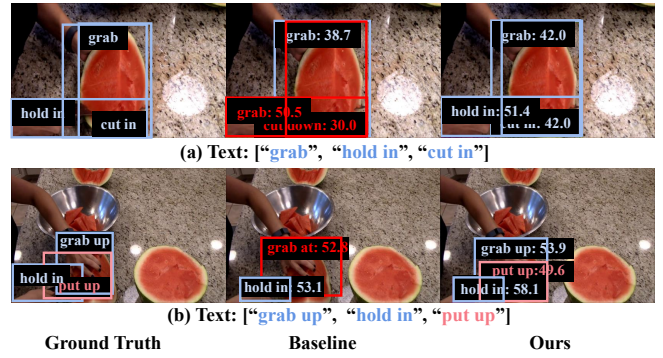 grab
hold in
cut in
grab: 38.7
grab: 50.5
cut down: 30.0
grab: 42.0
hold in: 51.4
cut in: 42.0
(a) Text: [“grab”, “hold in”, “cut in”]
grab up
hold in
put up
grab at: 52.8
hold in: 53.1
grab up: 53.9
put up: 49.6
hold in: 58.1
(b) Text: [“grab up”, “hold in”, “put up”]
Ground Truth Baseline Ours